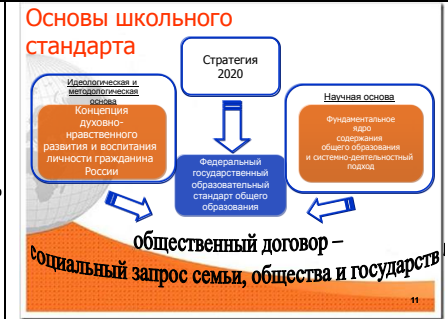 Основы школьного
стандарта
Стратегия
2020
Идеологическая и
методологическая
основа
Концепция
духовно-
нравственного
развития и воспитания
личности гражданина
России
Научная основа
Фундаментальное
ядро
содержания
общего образования
и системно-деятельностный
подход
Федеральный
государственный
образовательный
стандарт общего
образования
общественный договор –
социальный запрос семьи, общества и государств
11